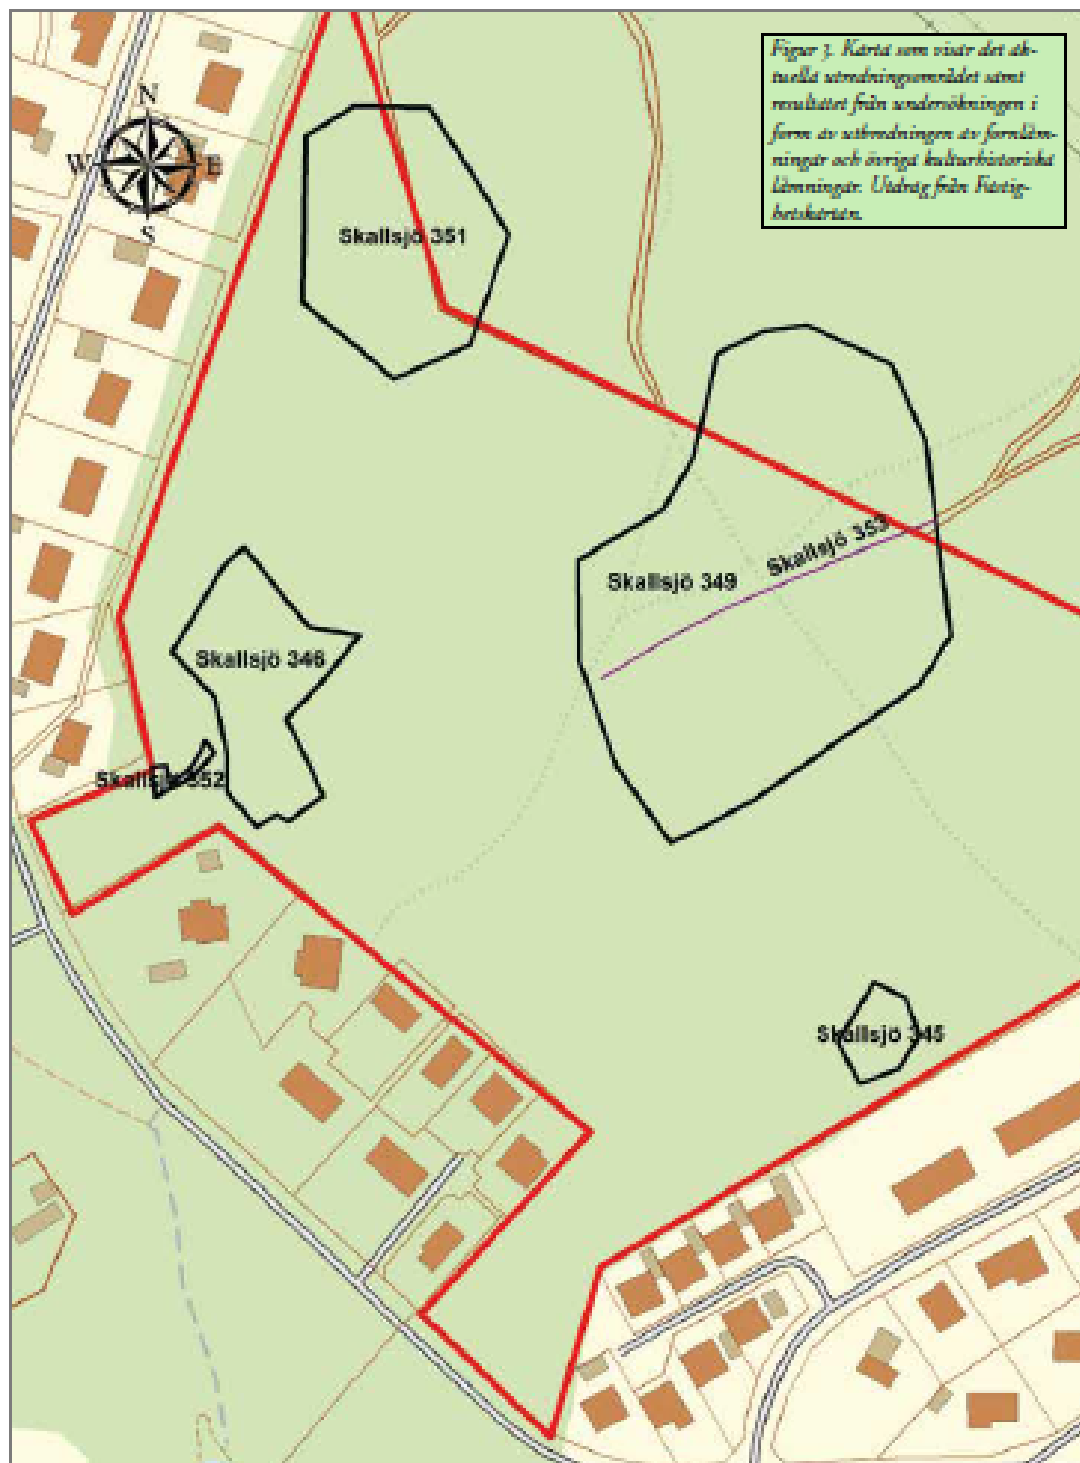 Figur 3. Karta som visar det ak-
tuella utredningsområdet samt
resultatet från undersökningen i
form av utbredningen av fornläm-
ningar och övriga kulturhistoriska
lämningar. Utdrag från Fastig-
hetskartan.
N
W E
S
Skallsjö 351
Skallsjö 353
Skallsjö 349
Skallsjö 346
Skallsjö 352
Skallsjö 345